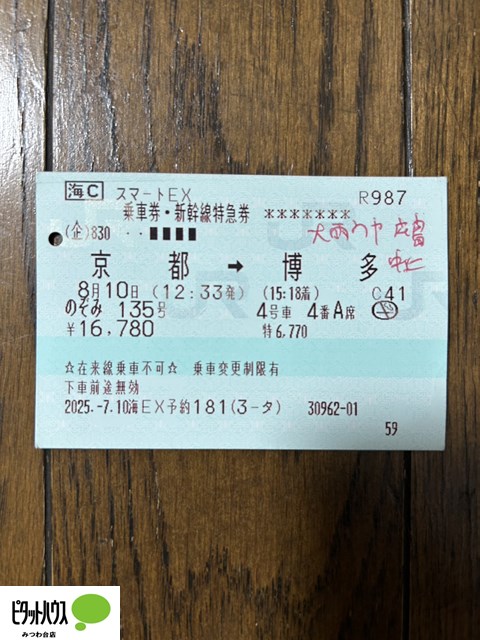 海C スマートEX R987
乗車券・新幹線特急券 *******
(企)830 ・・■■■■
大雨のため
京都 → 博多
8月10日 (12:33発) (15:18着) C41
のぞみ 135号 4号車 4番A席
¥16,780 特6,770
☆在来線乗車不可☆ 乗車変更制限有
下車前途無効
2025.-7.10海EX予約181(3-タ) 30962-01
59
ピタットハウス
みつわ台店